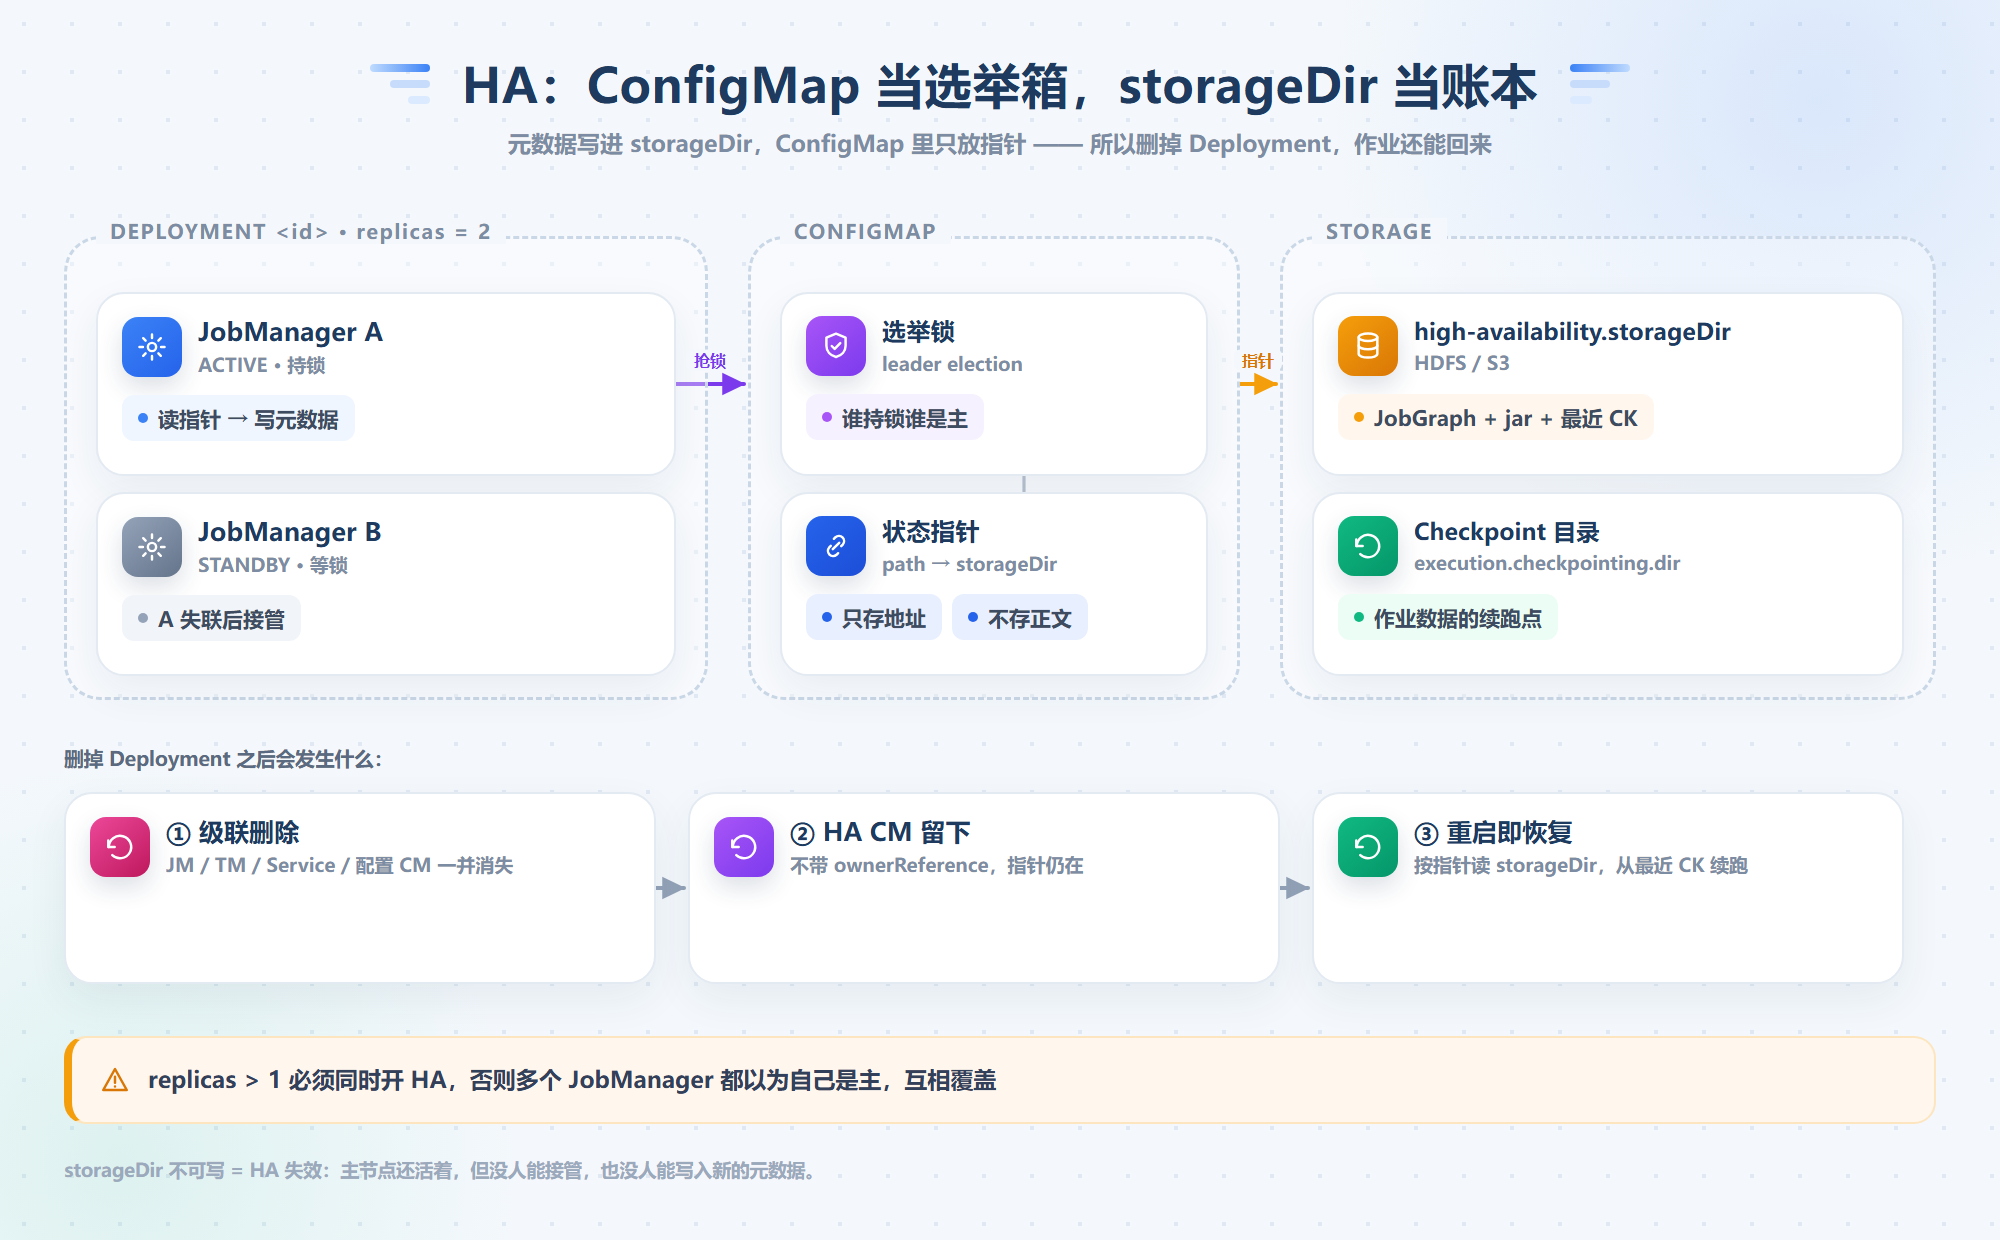 HA：ConfigMap 当选举箱，storageDir 当账本
元数据写进 storageDir，ConfigMap 里只放指针 —— 所以删掉 Deployment，作业还能回来
DEPLOYMENT <id> • replicas = 2
JobManager A
ACTIVE • 持锁
读指针 → 写元数据
JobManager B
STANDBY • 等锁
A 失联后接管
抢锁
CONFIGMAP
选举锁
leader election
谁持锁谁是主
状态指针
path → storageDir
只存地址
不存正文
指针
STORAGE
high-availability.storageDir
HDFS / S3
JobGraph + jar + 最近 CK
Checkpoint 目录
execution.checkpointing.dir
作业数据的续跑点
删掉 Deployment 之后会发生什么：
① 级联删除
JM / TM / Service / 配置 CM 一并消失
② HA CM 留下
不带 ownerReference，指针仍在
③ 重启即恢复
按指针读 storageDir，从最近 CK 续跑
replicas > 1 必须同时开 HA，否则多个 JobManager 都以为自己是主，互相覆盖
storageDir 不可写 = HA 失效：主节点还活着，但没人能接管，也没人能写入新的元数据。